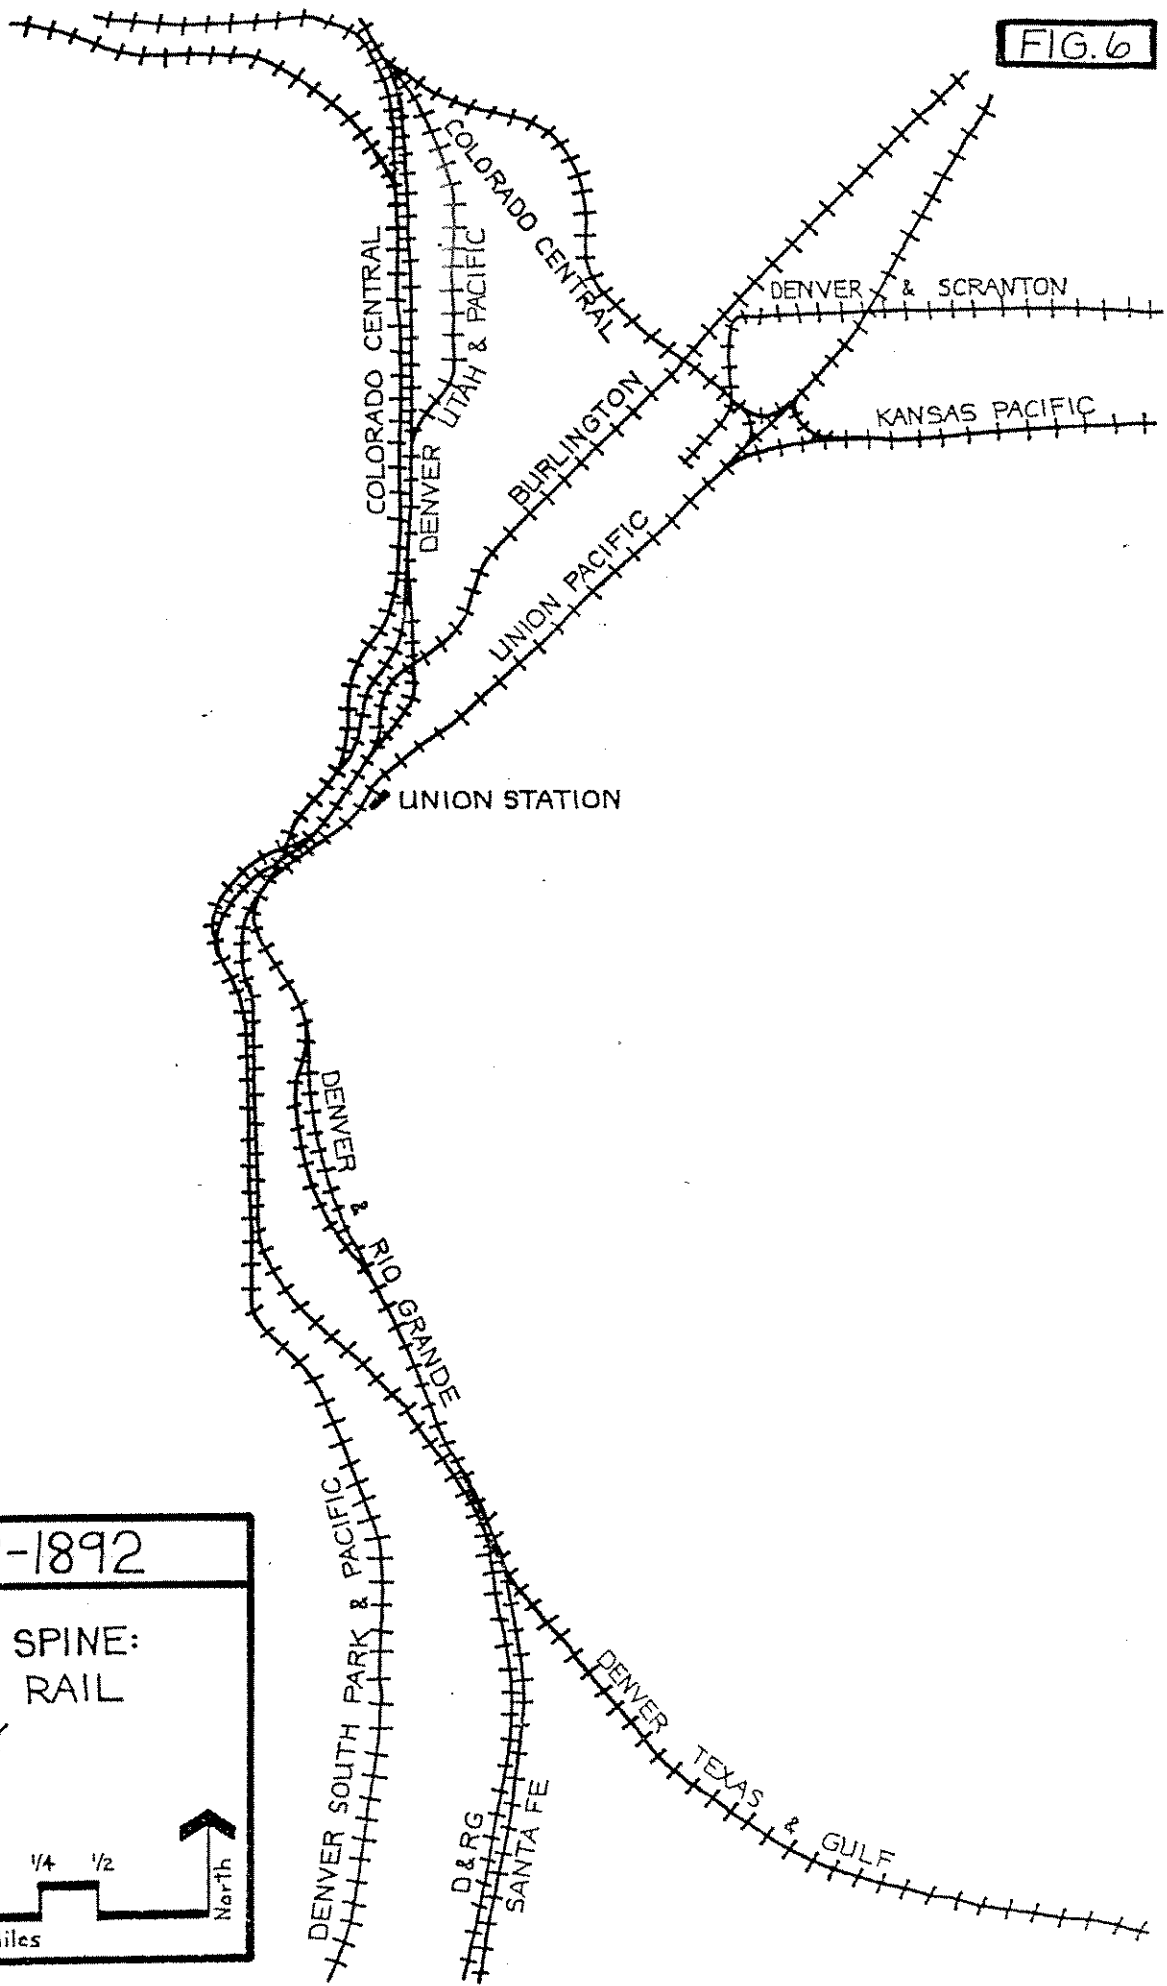 FIG. 6
COLORADO CENTRAL
COLORADO CENTRAL
DENVER
UTAH & PACIFIC
DENVER & SCRANTON
KANSAS PACIFIC
BURLINGTON
UNION PACIFIC
UNION STATION
DENVER & RIO GRANDE
DENVER SOUTH PARK & PACIFIC
D & RG
SANTA FE
DENVER TEXAS & GULF
-1892
SPINE:
RAIL
1/4 1/2
North